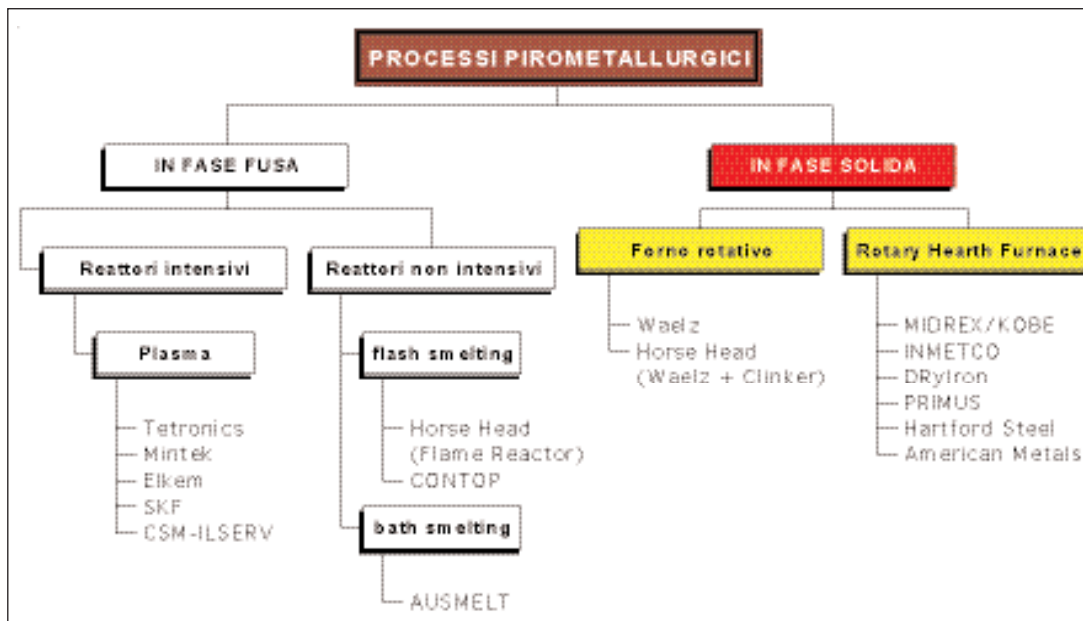 PROCESSI PIROMETALLURGICI
IN FASE FUSA
IN FASE SOLIDA
Reattori intensivi
Reattori non intensivi
Forno rotativo
Rotary Hearth Furnace
Plasma
Tetronics
Mintek
Elkem
SKF
CSM-ILSERV
flash smelting
Horse Head
(Flame Reactor)
CONTOP
bath smelting
AUSMELT
Waelz
Horse Head
(Waelz + Clinker)
MIDREX/KOBE
INMETCO
DRyIron
PRIMUS
Hartford Steel
American Metals